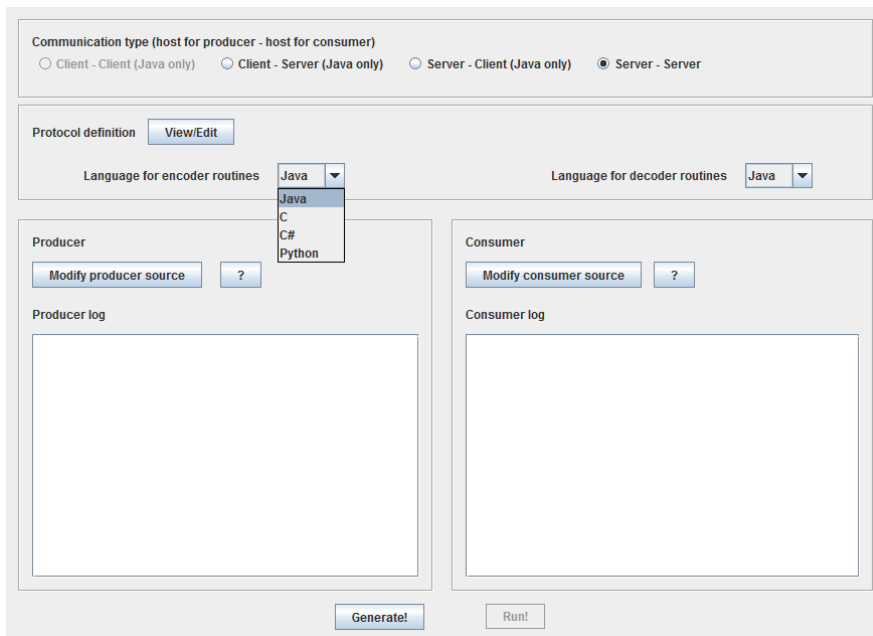 Communication type (host for producer - host for consumer)
Client - Client (Java only) Client - Server (Java only) Server - Client (Java only) Server - Server
Protocol definition View/Edit
Language for encoder routines Java Language for decoder routines Java
Java
C
C#
Python
Producer
Modify producer source ?
Producer log
Consumer
Modify consumer source ?
Consumer log
Generate! Run!